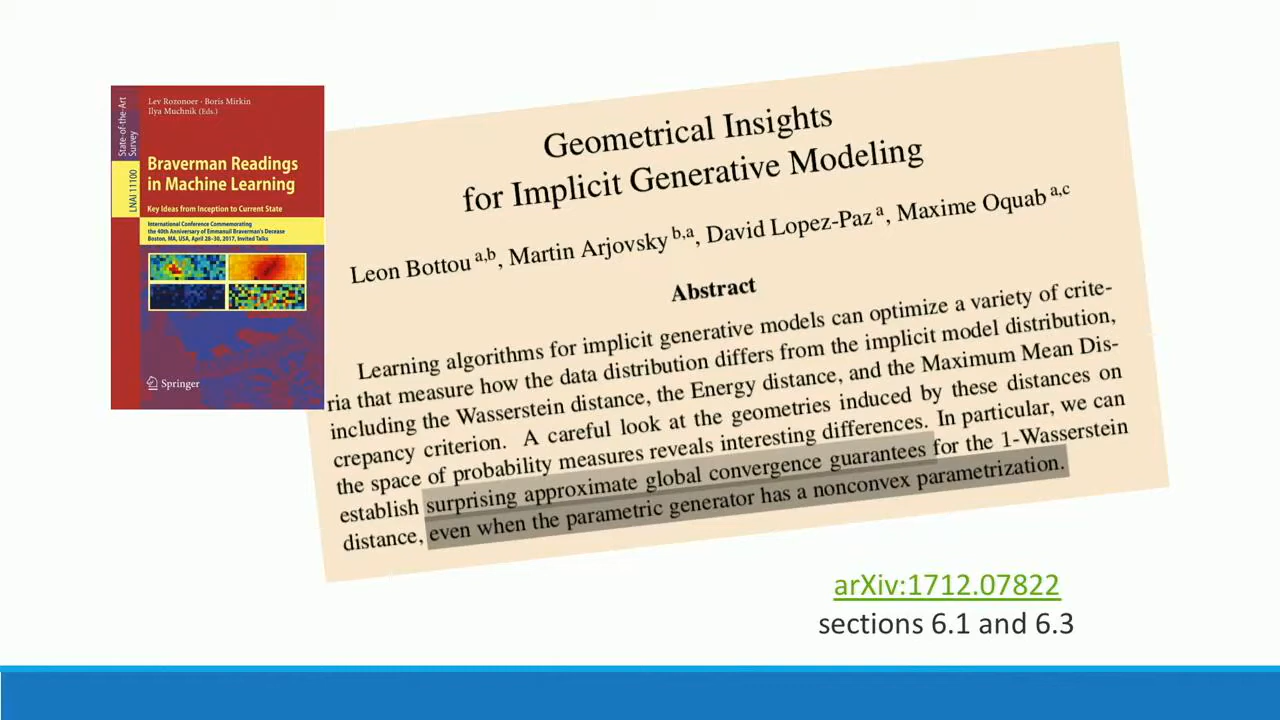 Lev Rozonoer · Boris Mirkin
Ilya Muchnik (Eds.)
State-of-the-Art
Survey
LNAI 11100
Braverman Readings
in Machine Learning
Key Ideas from Inception to Current State
International Conference Commemorating
the 40th Anniversary of Emmanuil Braverman's Decease
Boston, MA, USA, April 28–30, 2017, Invited Talks
Springer
Geometrical Insights
for Implicit Generative Modeling
Leon Bottou a,b, Martin Arjovsky b,a, David Lopez-Paz a, Maxime Oquab a,c
Abstract
Learning algorithms for implicit generative models can optimize a variety of crite-
ria that measure how the data distribution differs from the implicit model distribution,
including the Wasserstein distance, the Energy distance, and the Maximum Mean Dis-
crepancy criterion. A careful look at the geometries induced by these distances on
the space of probability measures reveals interesting differences. In particular, we can
establish surprising approximate global convergence guarantees for the 1-Wasserstein
distance, even when the parametric generator has a nonconvex parametrization.
arXiv:1712.07822
sections 6.1 and 6.3